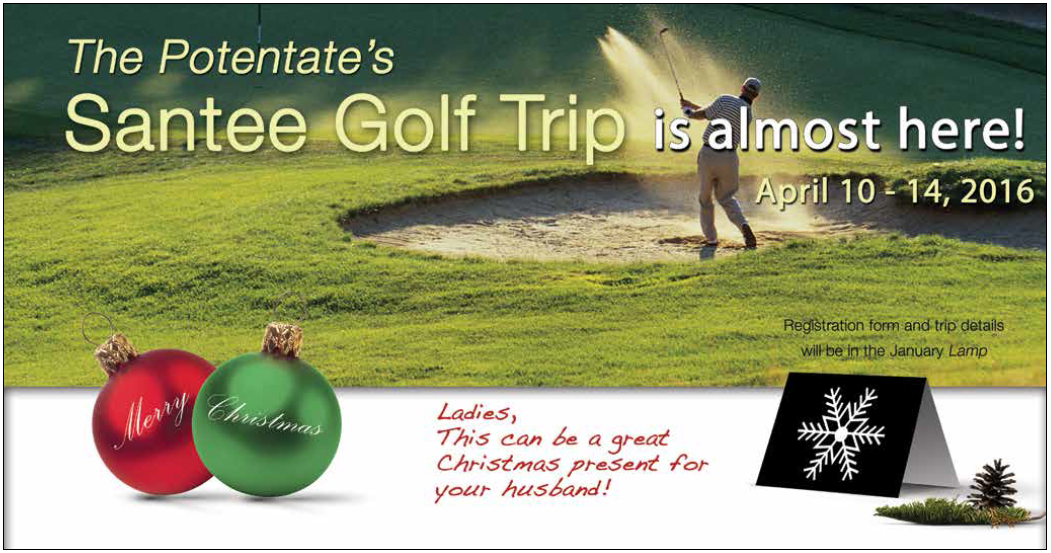 The Potentate's
Santee Golf Trip is almost here!
April 10 - 14, 2016
Registration form and trip details
will be in the January Lamp
Merry Christmas
Ladies,
This can be a great
Christmas present for
your husband!